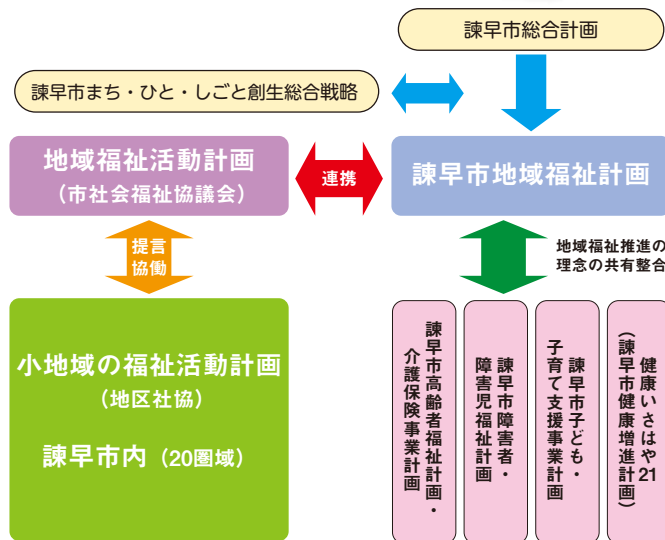 諫早市総合計画
諫早市まち・ひと・しごと創生総合戦略
地域福祉活動計画
（市社会福祉協議会）
連携
諫早市地域福祉計画
提言
協働
地域福祉推進の
理念の共有整合
小地域の福祉活動計画
（地区社協）
諫早市内（20圏域）
諫早市高齢者福祉計画・
介護保険事業計画
諫早市障害者・
障害児福祉計画
諫早市子ども・
子育て支援事業計画
健康いさはや21
（諫早市健康増進計画）